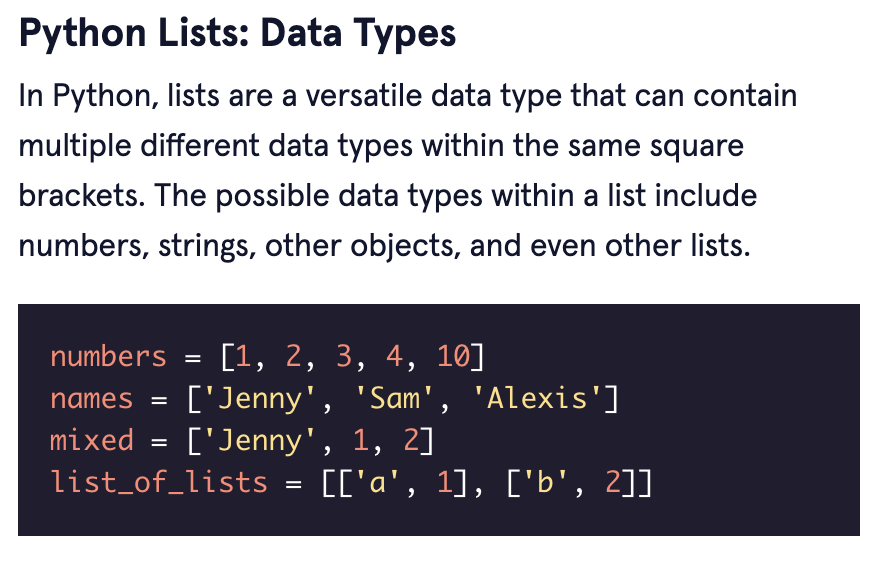 Python Lists: Data Types
In Python, lists are a versatile data type that can contain
multiple different data types within the same square
brackets. The possible data types within a list include
numbers, strings, other objects, and even other lists.
numbers = [1, 2, 3, 4, 10]
names = ['Jenny', 'Sam', 'Alexis']
mixed = ['Jenny', 1, 2]
list_of_lists = [['a', 1], ['b', 2]]